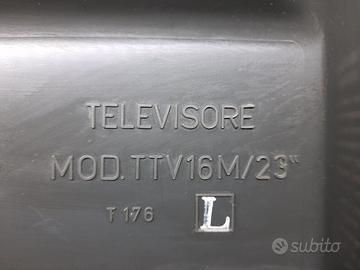 TELEVISORE
MOD.TTV16M/23"
T 176 L
subito